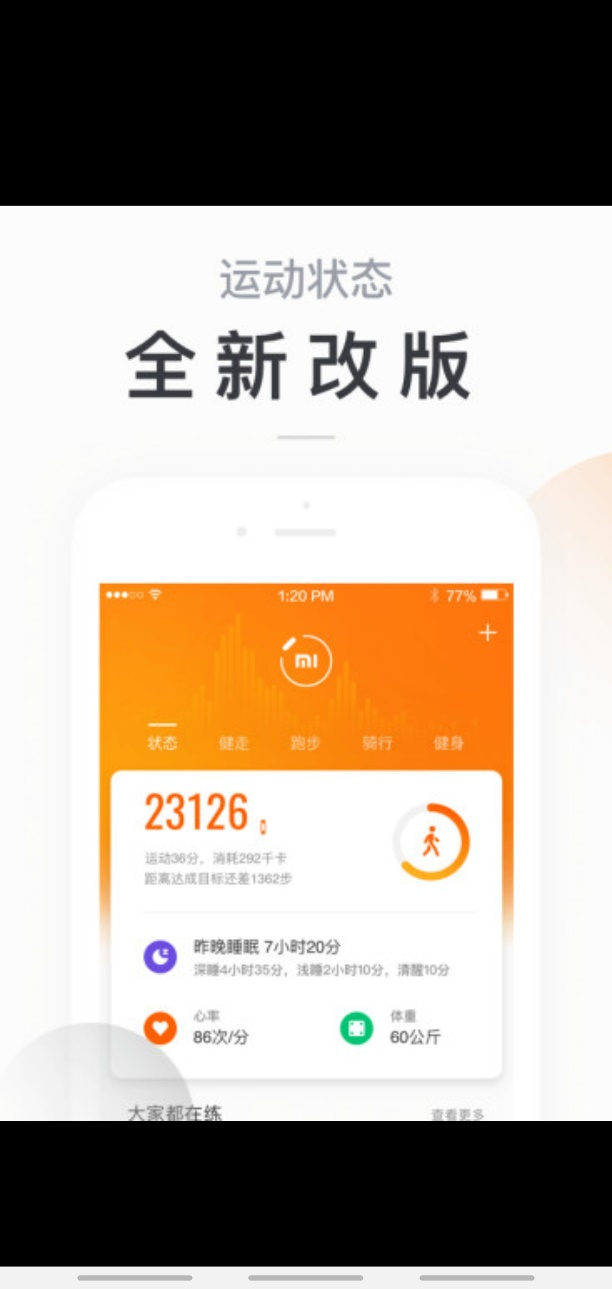 运动状态
全新改版
1:20 PM
77%
mi
状态 健走 跑步 骑行 健身
23126
运动36分，消耗292千卡
距离达成目标还差1362步
昨晚睡眠 7小时20分
深睡4小时35分，浅睡2小时10分，清醒10分
心率 体重
86次/分 60公斤
大家都在练 查看更多